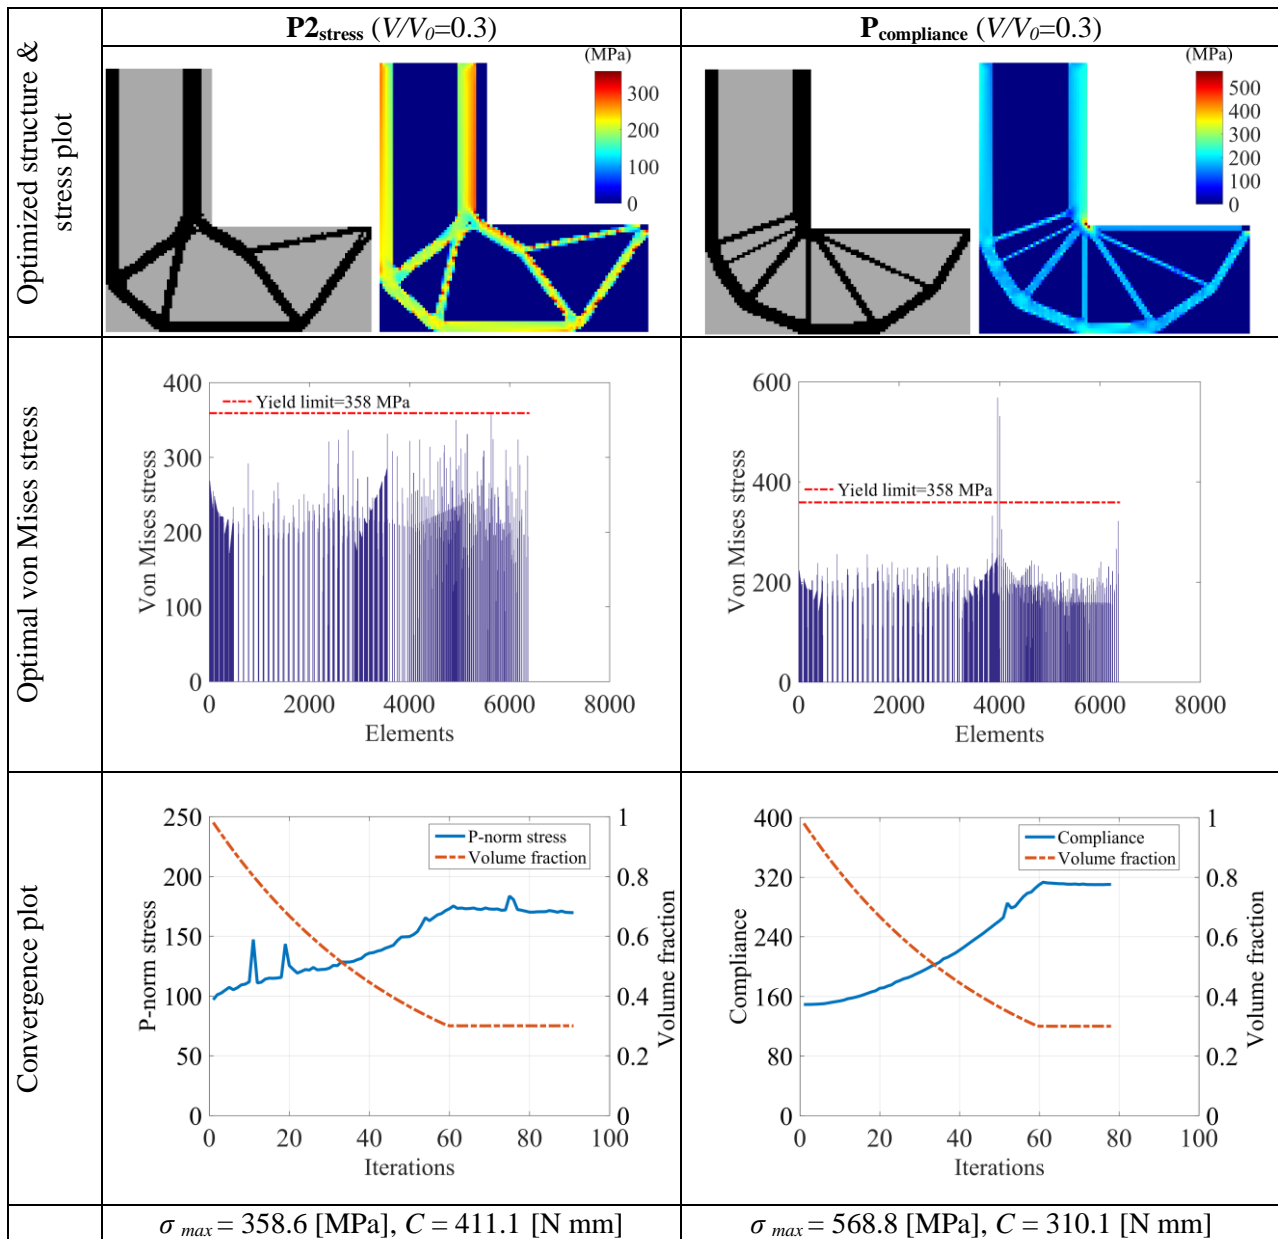 P2stress (V/V0=0.3)
Pcompliance (V/V0=0.3)
Optimized structure &
stress plot
(MPa)
300
200
100
0
(MPa)
500
400
300
200
100
0
Optimal von Mises stress
400
300
200
100
0
Von Mises stress
Yield limit=358 MPa
0 2000 4000 6000 8000
Elements
600
400
200
0
Von Mises stress
Yield limit=358 MPa
0 2000 4000 6000 8000
Elements
Convergence plot
250
200
150
100
50
0
P-norm stress
P-norm stress
Volume fraction
1
0.8
0.6
0.4
0.2
0
Volume fraction
0 20 40 60 80 100
Iterations
400
320
240
160
80
0
Compliance
Compliance
Volume fraction
1
0.8
0.6
0.4
0.2
0
Volume fraction
0 20 40 60 80 100
Iterations
σ max = 358.6 [MPa], C = 411.1 [N mm]
σ max = 568.8 [MPa], C = 310.1 [N mm]